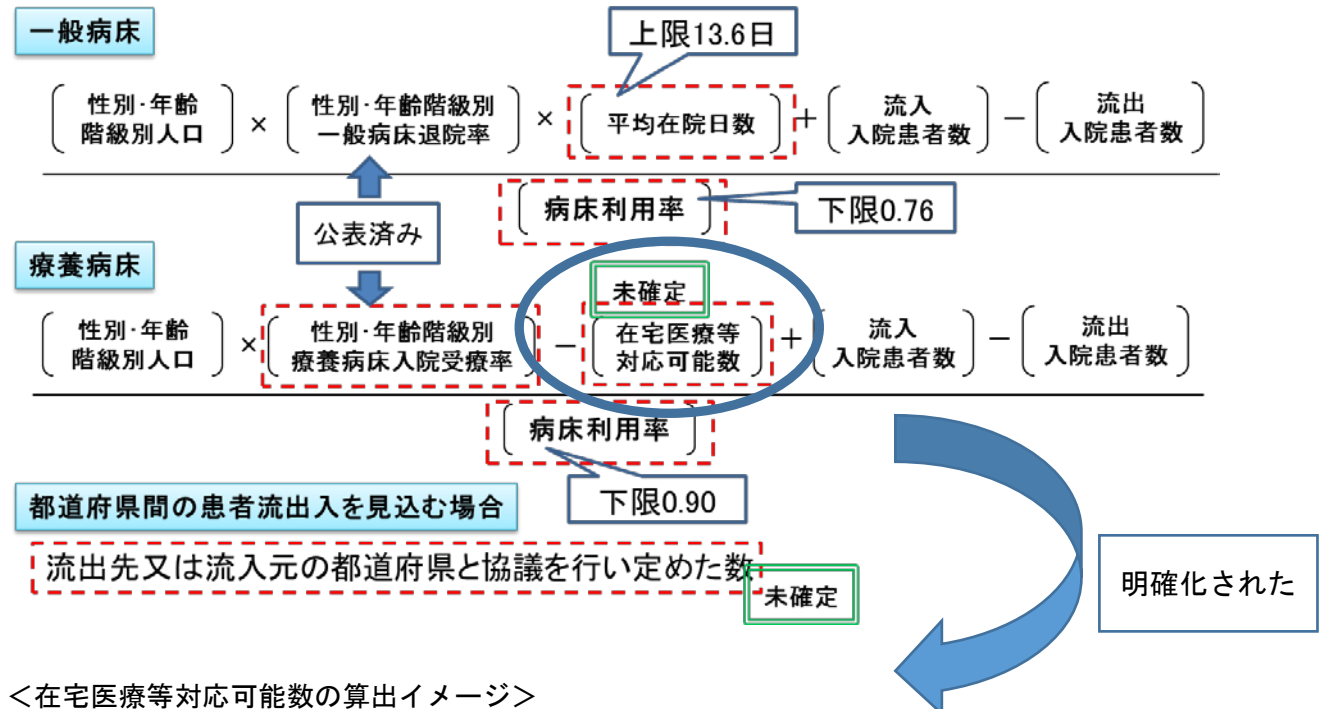 一般病床
上限13.6日
性別・年齢
階級別人口
×
性別・年齢階級別
一般病床退院率
×
平均在院日数
+
流入
入院患者数
−
流出
入院患者数
病床利用率
下限0.76
公表済み
療養病床
未確定
性別・年齢
階級別人口
×
性別・年齢階級別
療養病床入院受療率
−
在宅医療等
対応可能数
+
流入
入院患者数
−
流出
入院患者数
病床利用率
下限0.90
都道府県間の患者流出入を見込む場合
流出先又は流入元の都道府県と協議を行い定めた数
未確定
明確化された
＜在宅医療等対応可能数の算出イメージ＞